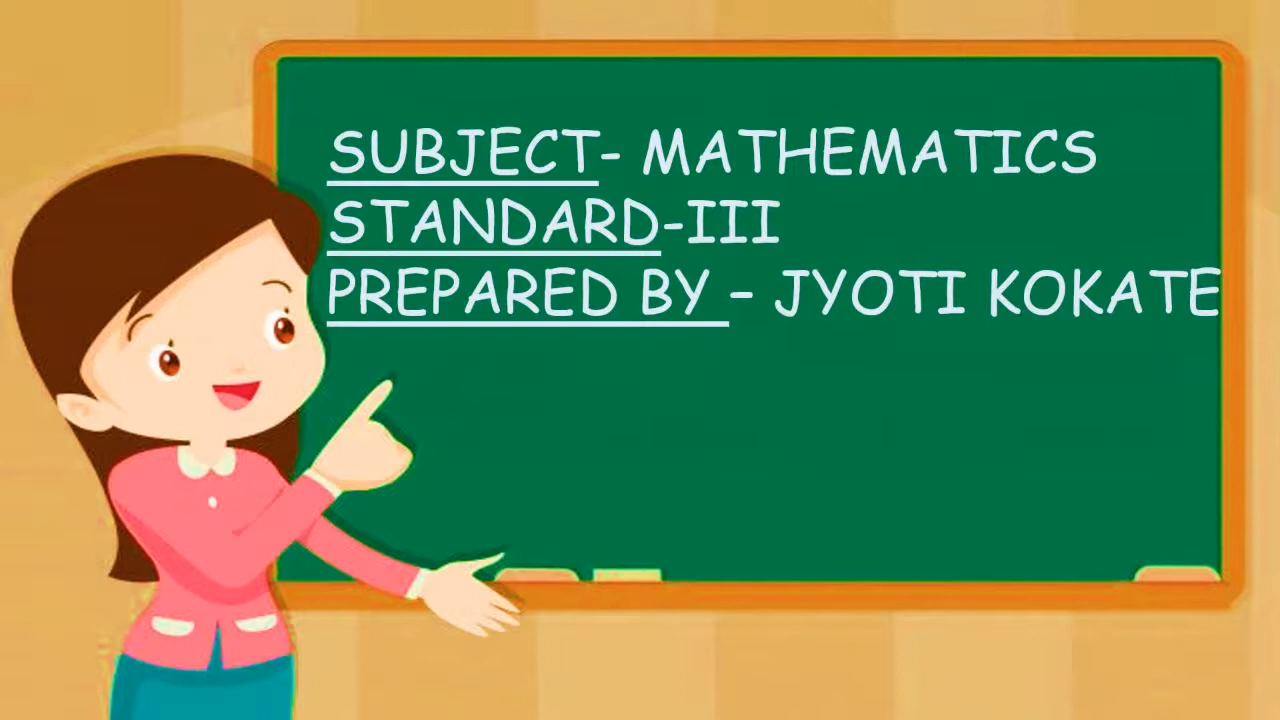 SUBJECT- MATHEMATICS
STANDARD-III
PREPARED BY – JYOTI KOKATE